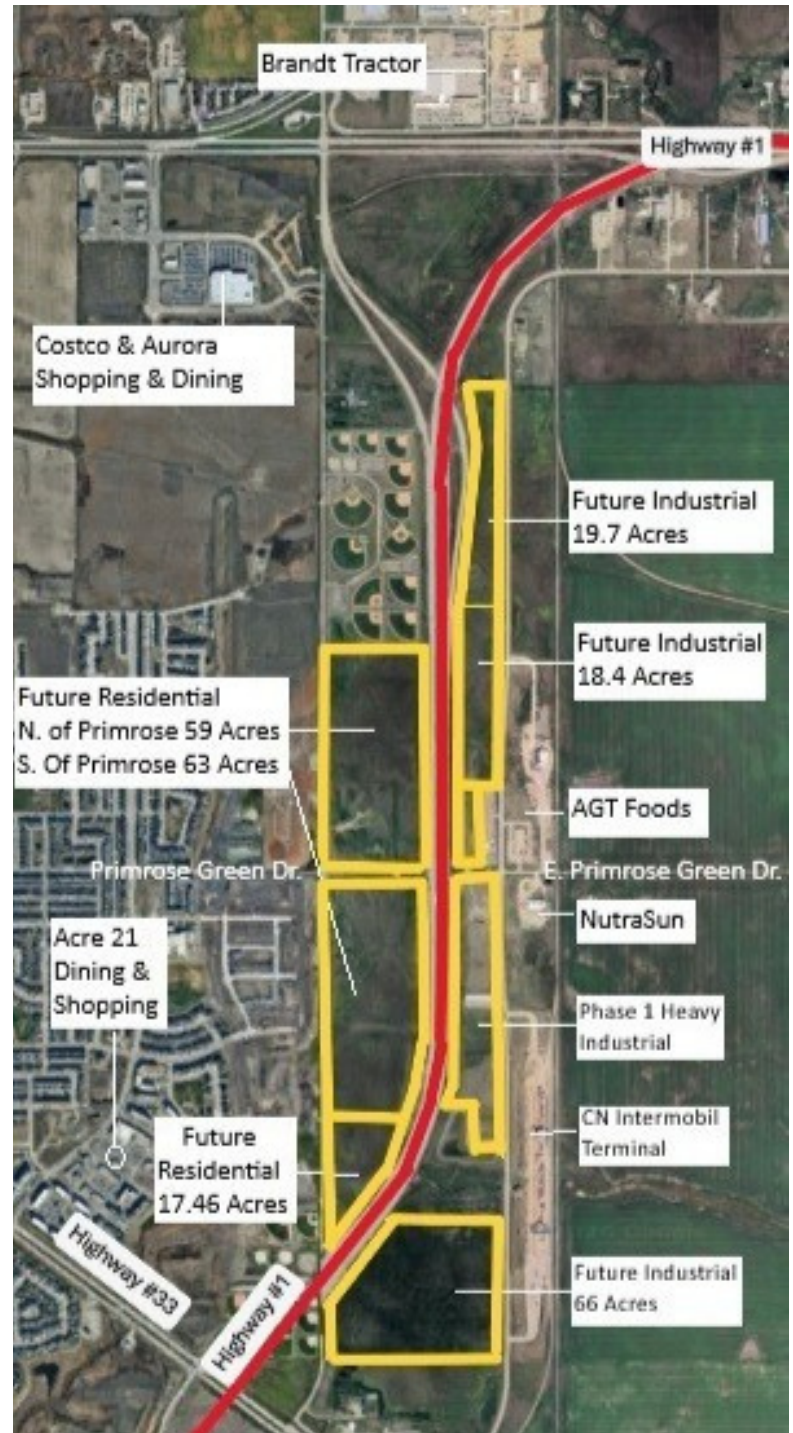 Brandt Tractor
Highway #1
Costco & Aurora
Shopping & Dining
Future Industrial
19.7 Acres
Future Industrial
18.4 Acres
Future Residential
N. of Primrose 59 Acres
S. Of Primrose 63 Acres
AGT Foods
Primrose Green Dr.
E. Primrose Green Dr.
NutraSun
Acre 21
Dining &
Shopping
Phase 1 Heavy
Industrial
CN Intermobil
Terminal
Future
Residential
17.46 Acres
Highway #33
Highway #1
Future Industrial
66 Acres